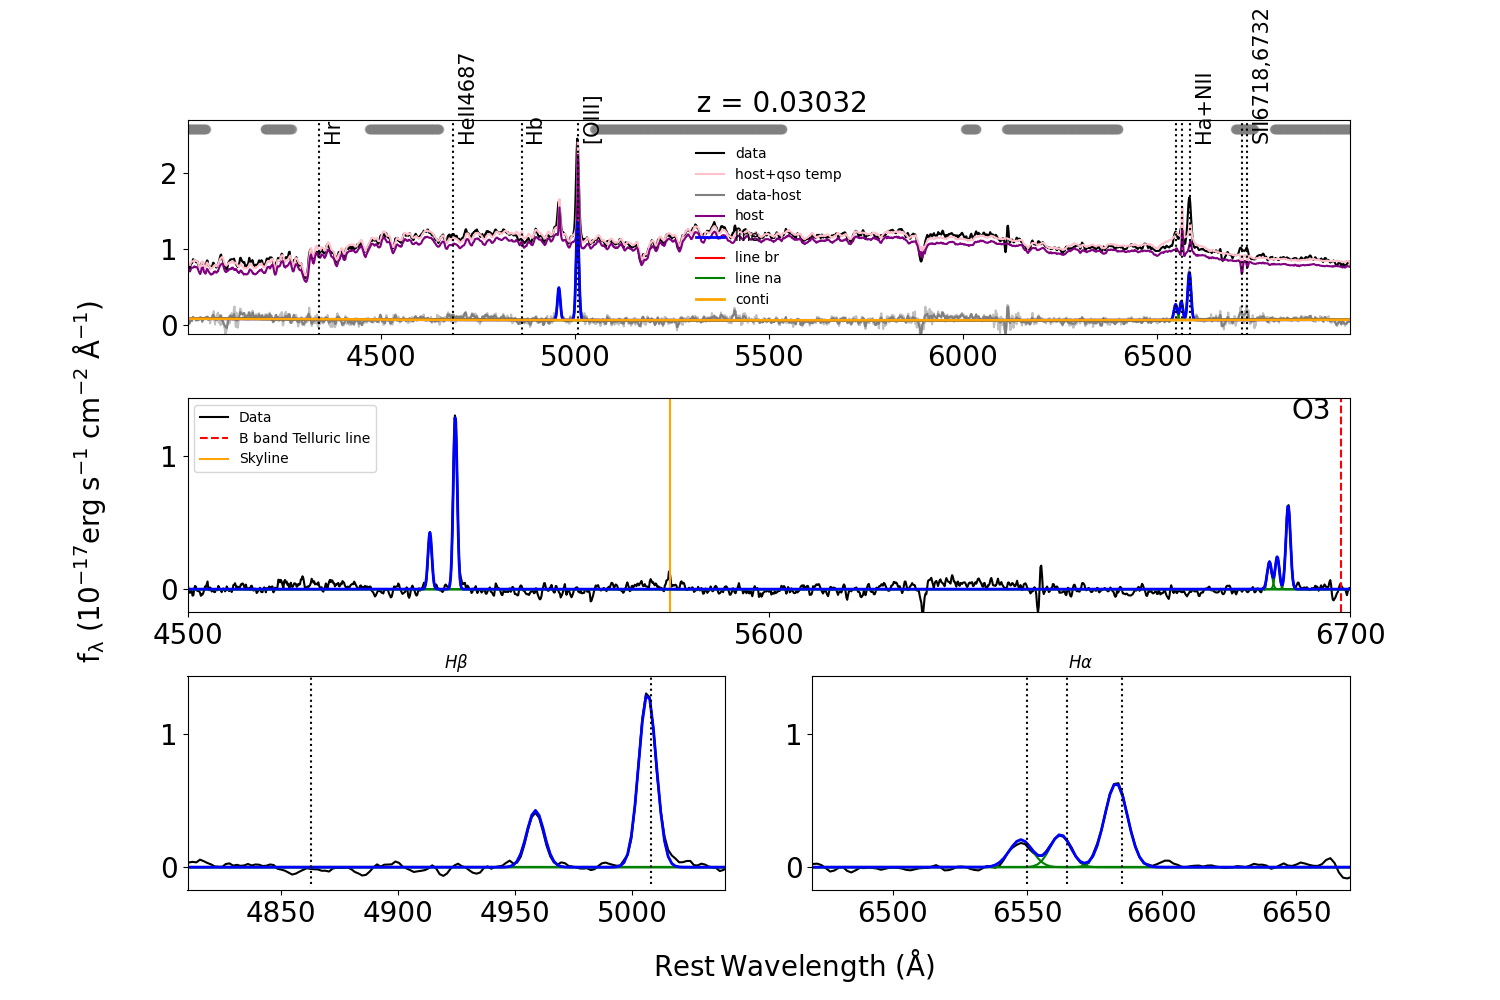 z = 0.03032
Hr
HeII4687
Hb
[OIII]
Ha+NII
SII6718,6732
data
host+qso temp
data-host
host
line br
line na
conti
2
1
0
4500
5000
5500
6000
6500
Data
B band Telluric line
Skyline
O3
1
0
4500
5600
6700
Hβ
Hα
1
0
4850
4900
4950
5000
1
0
6500
6550
6600
6650
f_λ (10^{-17}erg s^{-1} cm^{-2} Å^{-1})
Rest Wavelength (Å)